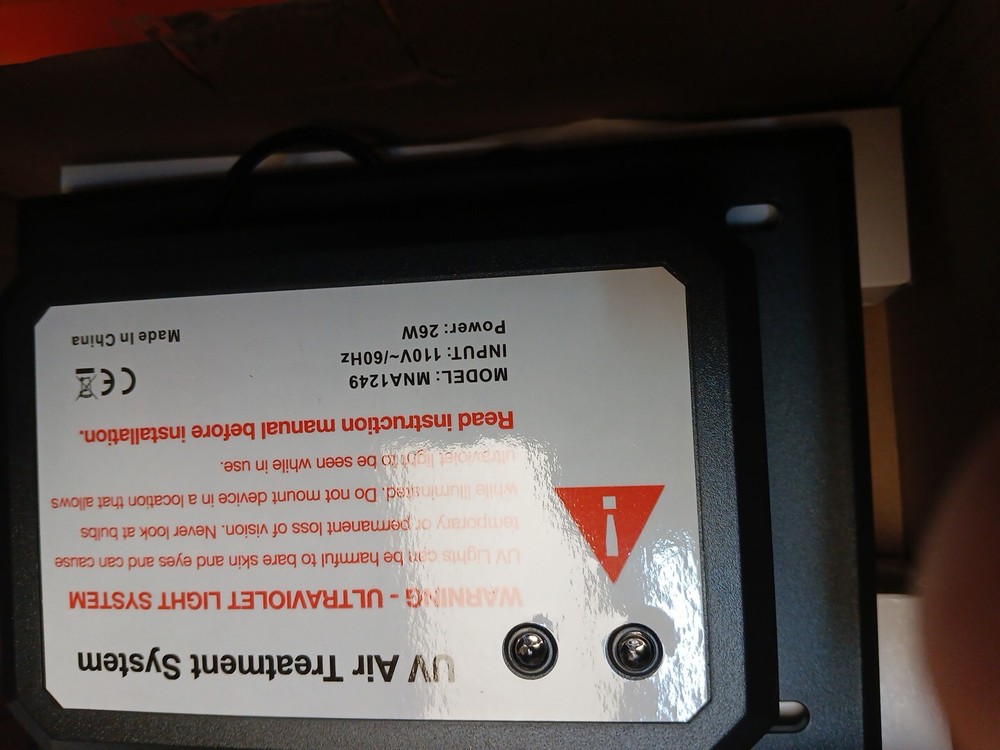 UV Air Treatment System
WARNING - ULTRAVIOLET LIGHT SYSTEM
UV Lights can be harmful to bare skin and eyes and can cause
temporary or permanent loss of vision. Never look at bulbs
while illuminated. Do not mount device in a location that allows
ultraviolet light to be seen while in use.
Read instruction manual before installation.
MODEL: MNA1249
INPUT: 110V~/60Hz
Power: 26W
CE
Made In China